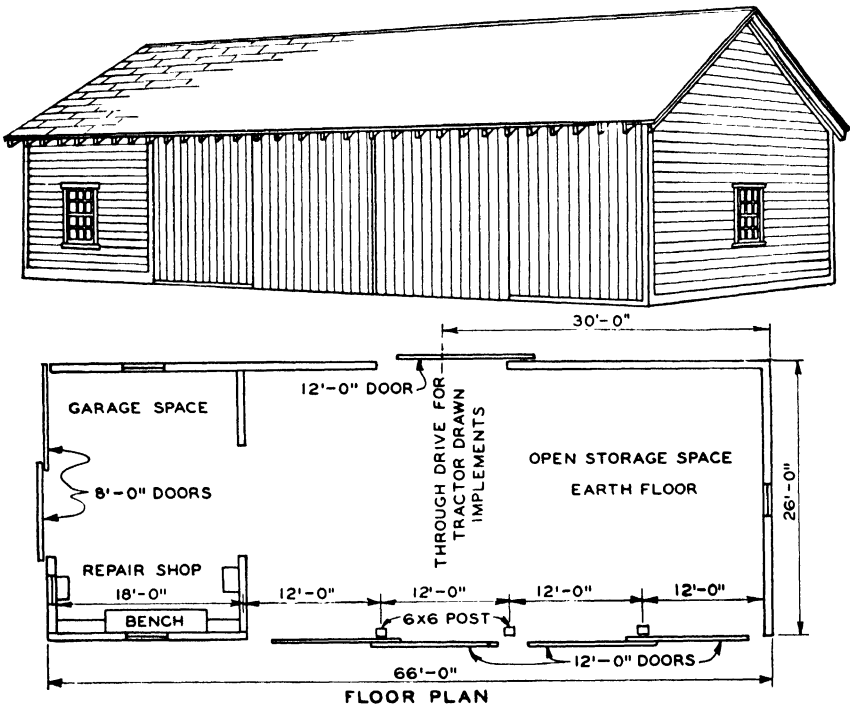 30'-0"
12'-0" DOOR
GARAGE SPACE
THROUGH DRIVE FOR
TRACTOR DRAWN
IMPLEMENTS
OPEN STORAGE SPACE
EARTH FLOOR
26'-0"
8'-0" DOORS
REPAIR SHOP
18'-0"
12'-0"
12'-0"
12'-0"
12'-0"
BENCH
6X6 POST
12'-0" DOORS
66'-0"
FLOOR PLAN